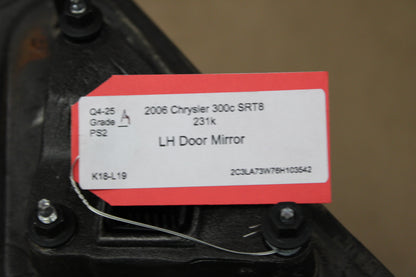 Q4-25
Grade A
PS2
2006 Chrysler 300c SRT8
231k
LH Door Mirror
K18-L19
2C3LA73W76H103542